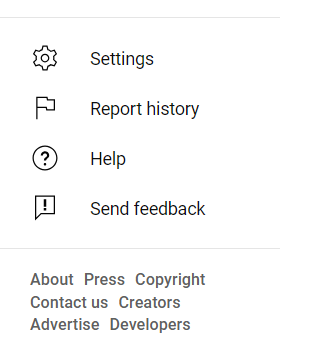 Settings
Report history
Help
Send feedback
About Press Copyright
Contact us Creators
Advertise Developers